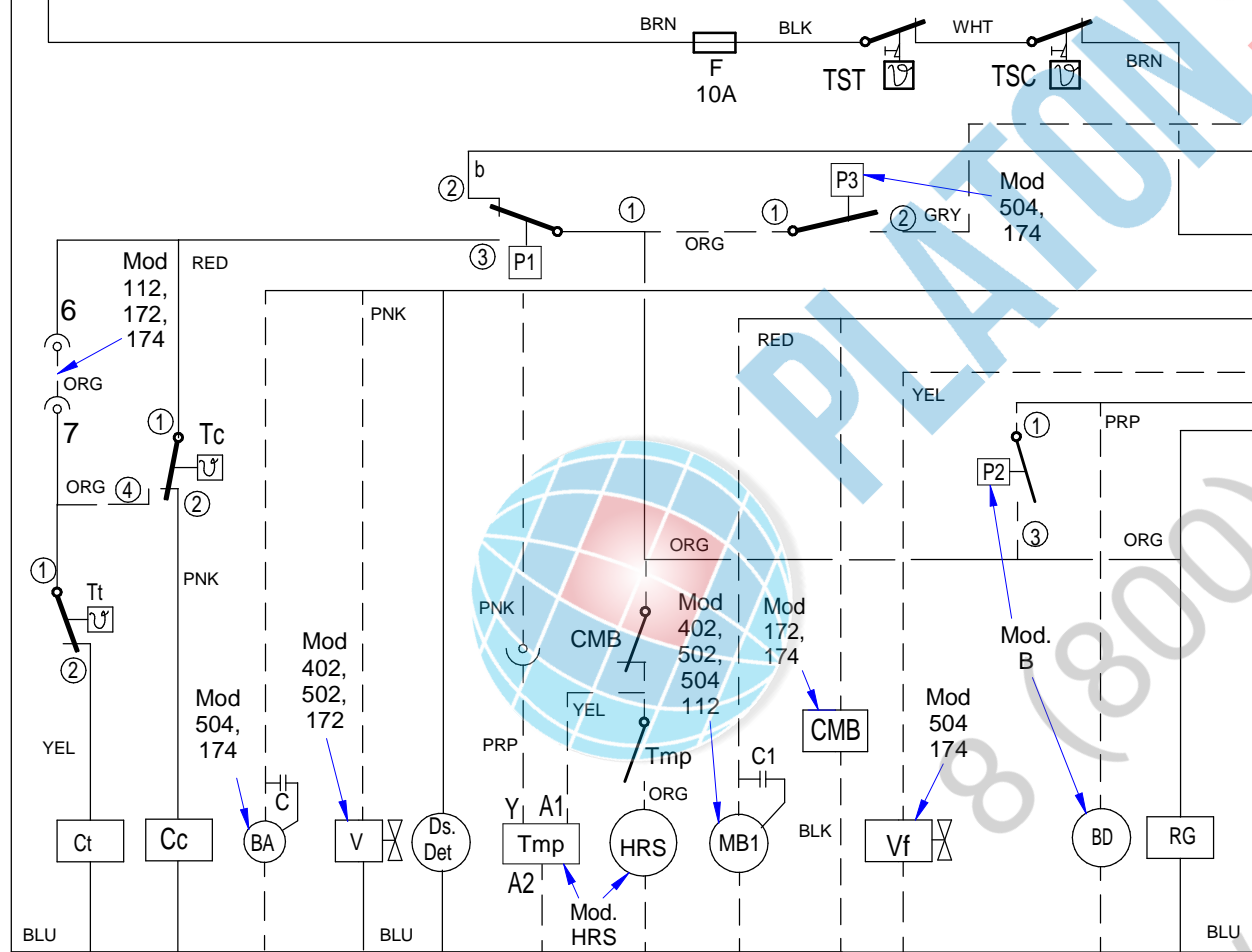 BRN
F
10A
BLK
TST
WHT
TSC
BRN
b
2
1
3
P1
ORG
1
P3
2
GRY
Mod
504,
174
PLATON
RED
Mod
112,
172,
174
6
ORG
7
1
Tc
ORG
4
2
PNK
1
Tt
2
YEL
PNK
RED
YEL
1
P2
3
PRP
ORG
ORG
PNK
CMB
YEL
PRP
Tmp
ORG
Mod
504,
174
Mod
402,
502,
172
Mod
402,
502,
504
112
Mod
172,
174
CMB
BLK
Mod
504
174
Mod.
B
8 (800)
Ct
Cc
C
BA
V
Ds.
Det
Y
A1
Tmp
A2
HRS
Mod.
HRS
C1
MB1
Vf
BD
RG
BLU
BLU
BLU